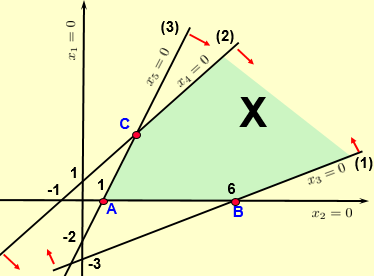 (3)
(2)
x₁ = 0
x₅ = 0
x₄ = 0
X
C
(1)
1
-1
1
6
x₃ = 0
A
B
x₂ = 0
-2
-3